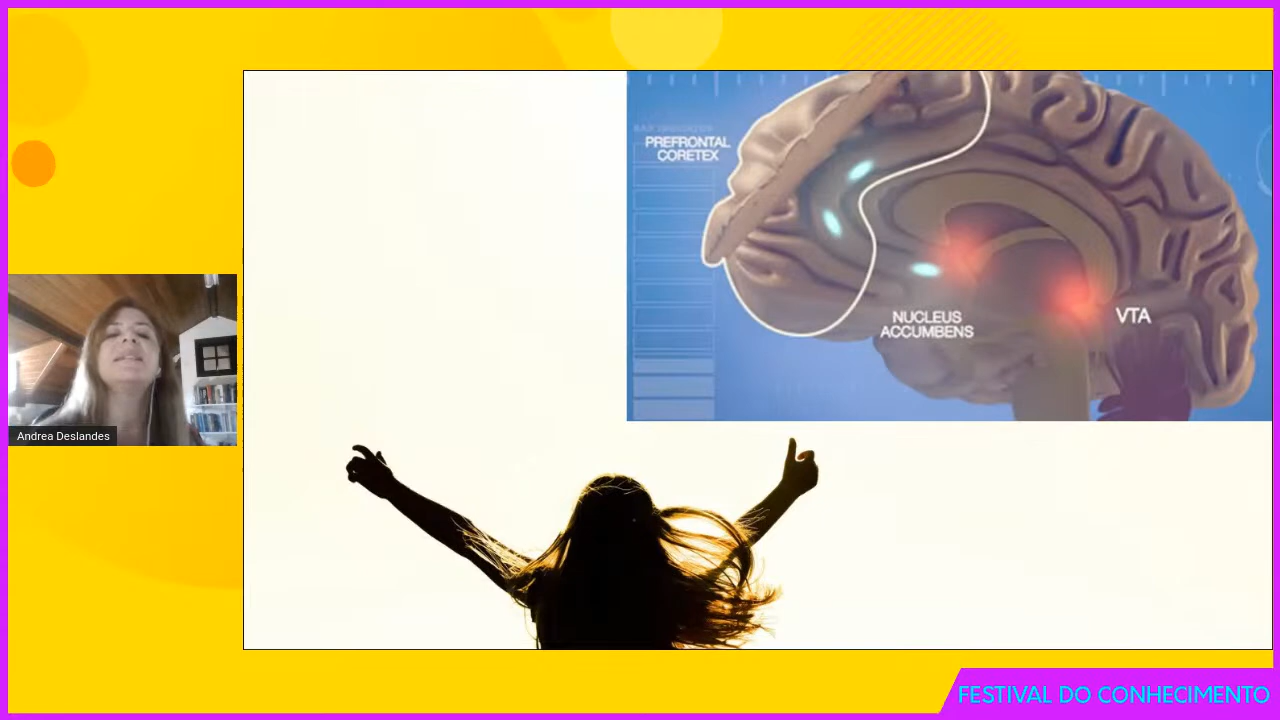 PREFRONTAL
CORETEX
NUCLEUS
ACCUMBENS
VTA
Andrea Deslandes
FESTIVAL DO CONHECIMENTO